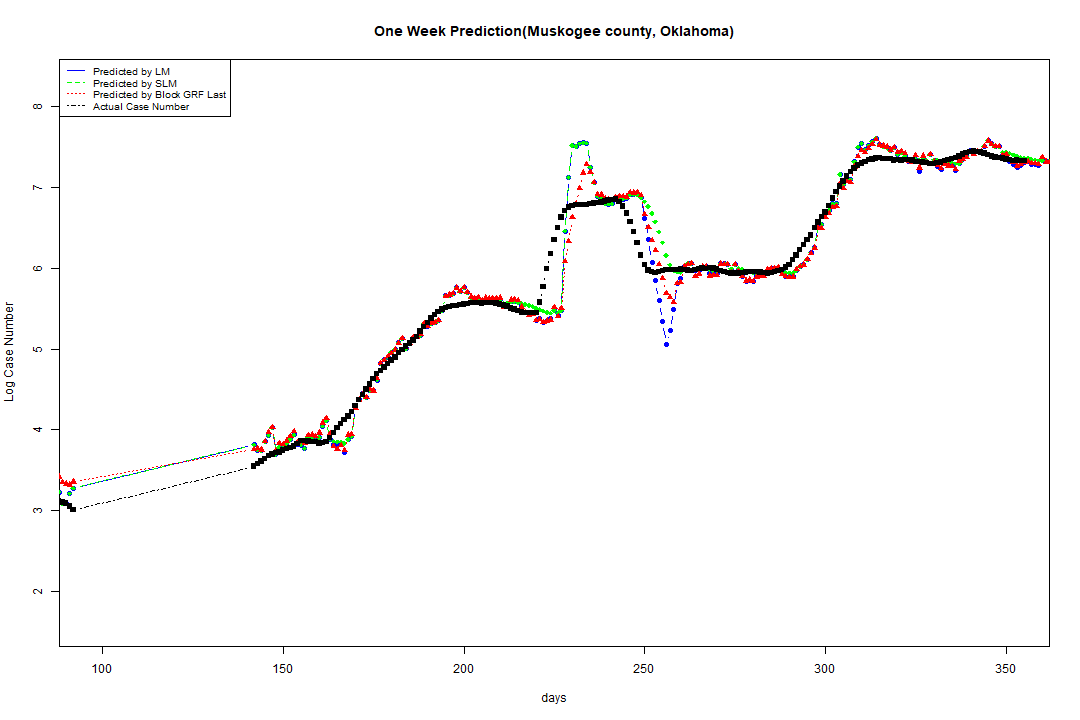 One Week Prediction(Muskogee county, Oklahoma)
Predicted by LM
Predicted by SLM
Predicted by Block GRF Last
Actual Case Number
8
7
6
5
4
3
2
Log Case Number
100 150 200 250 300 350
days